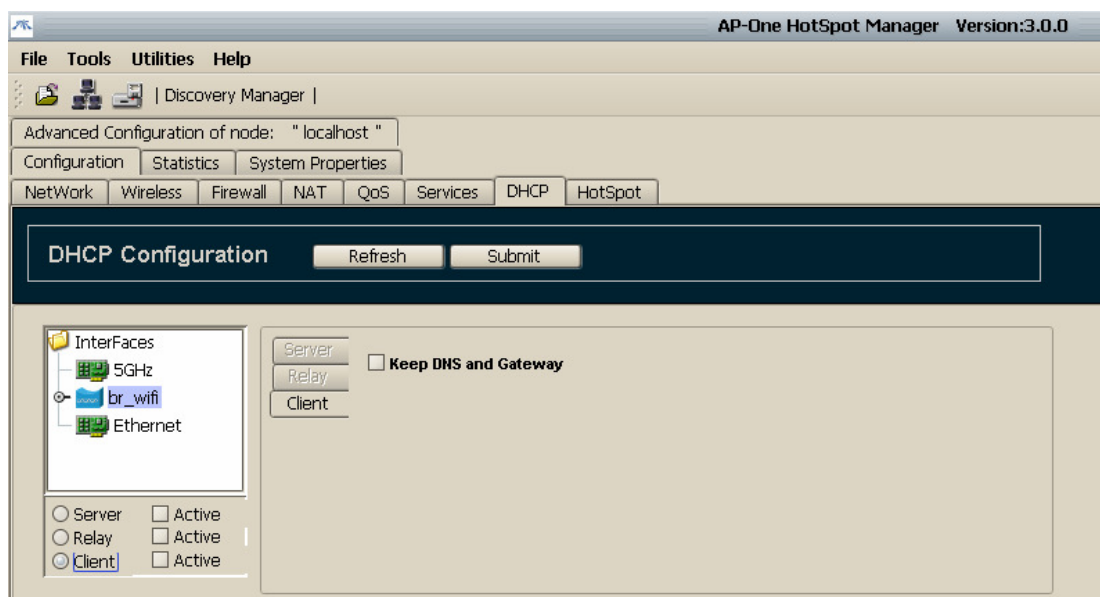 AP-One HotSpot Manager Version:3.0.0
File Tools Utilities Help
| Discovery Manager |
Advanced Configuration of node: " localhost "
Configuration Statistics System Properties
NetWork Wireless Firewall NAT QoS Services DHCP HotSpot
DHCP Configuration Refresh Submit
InterFaces
5GHz
br_wifi
Ethernet
Server
Relay
Client
Keep DNS and Gateway
Server Active
Relay Active
Client Active